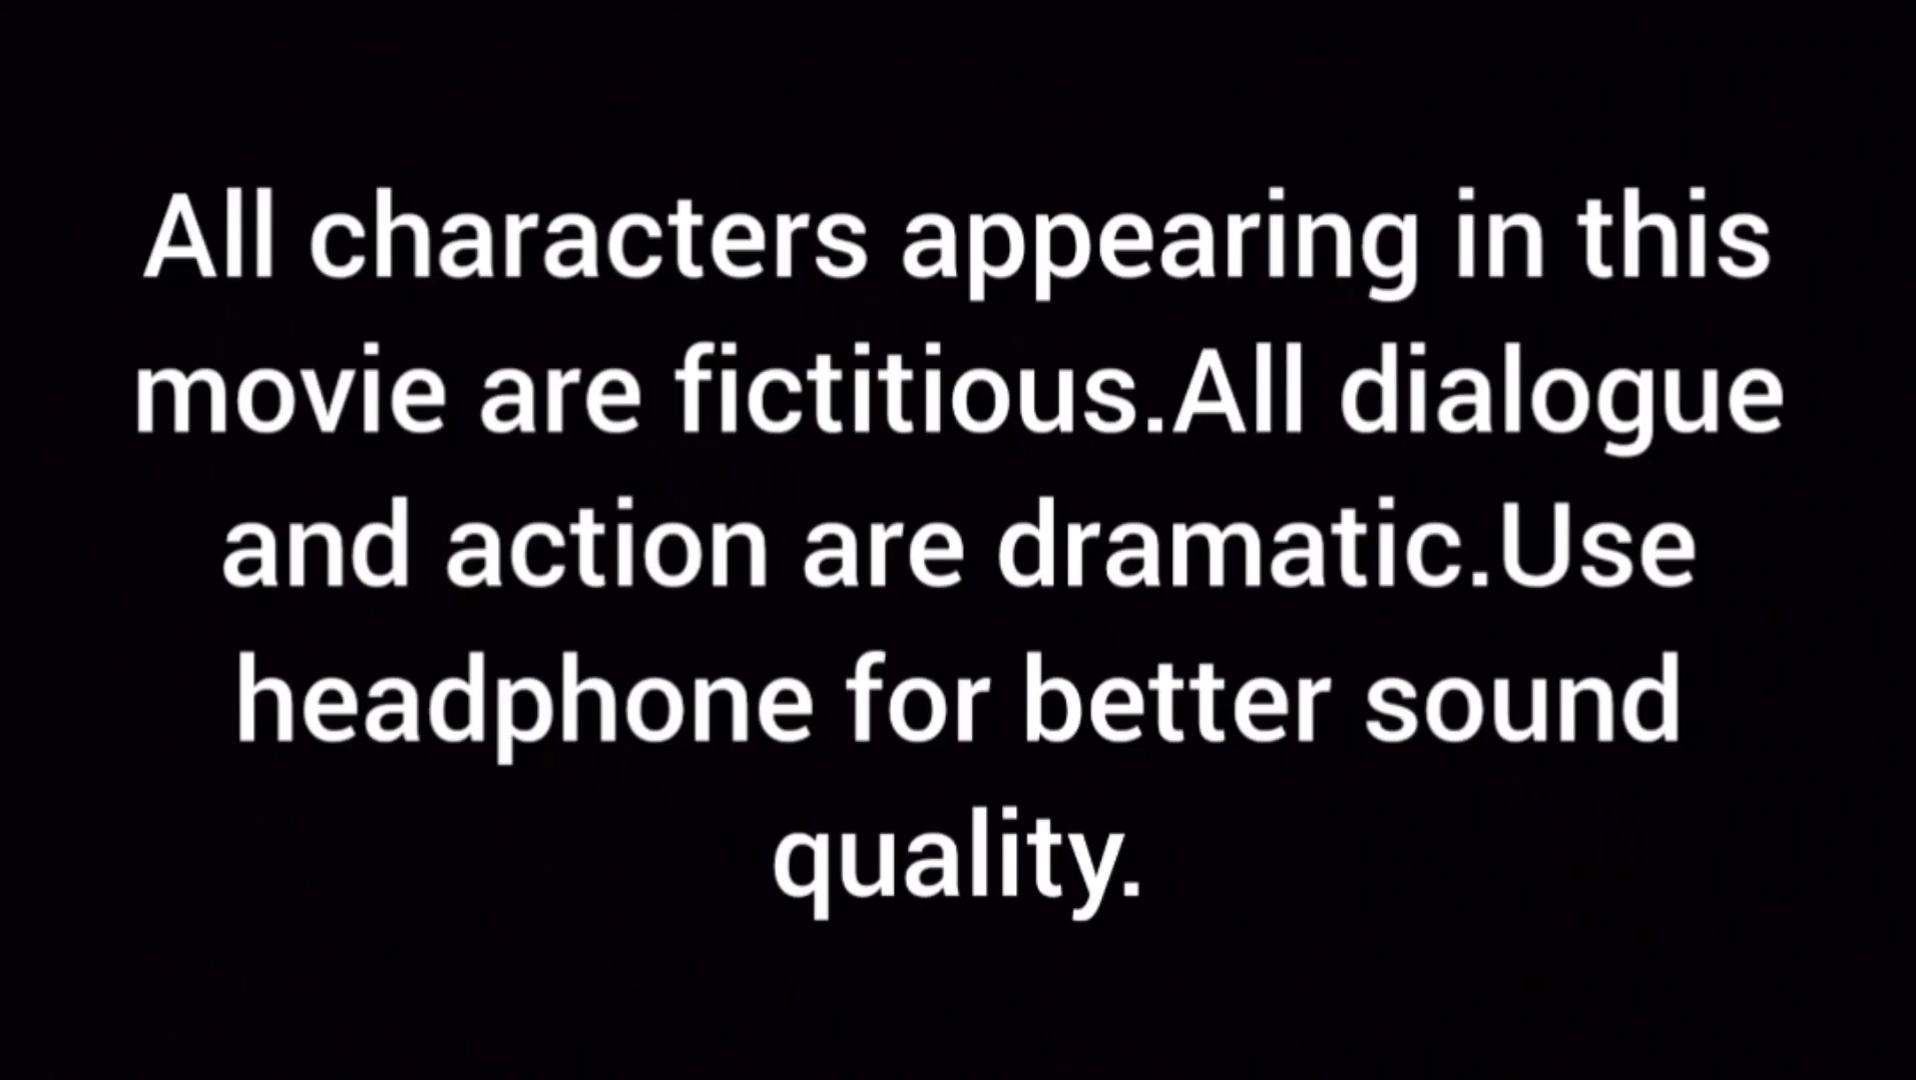 All characters appearing in this
movie are fictitious.All dialogue
and action are dramatic.Use
headphone for better sound
quality.